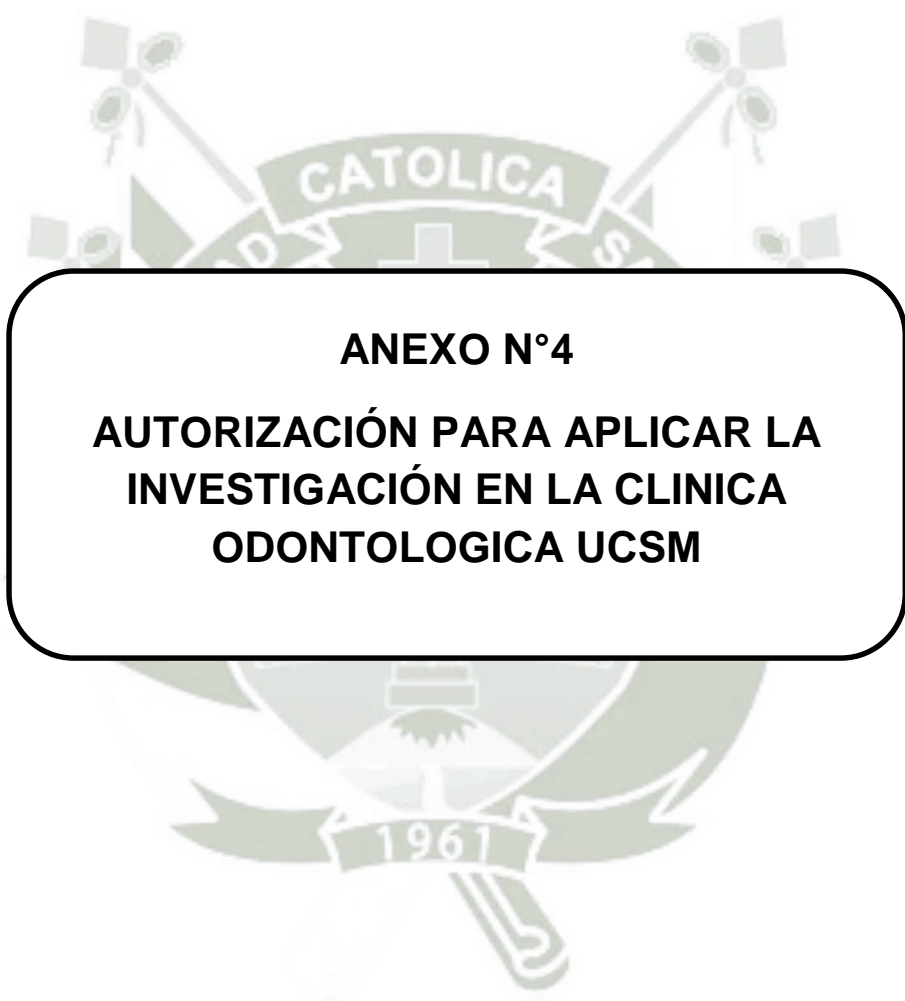 CATOLICA
ANEXO N°4
AUTORIZACIÓN PARA APLICAR LA
INVESTIGACIÓN EN LA CLINICA
ODONTOLOGICA UCSM
1961